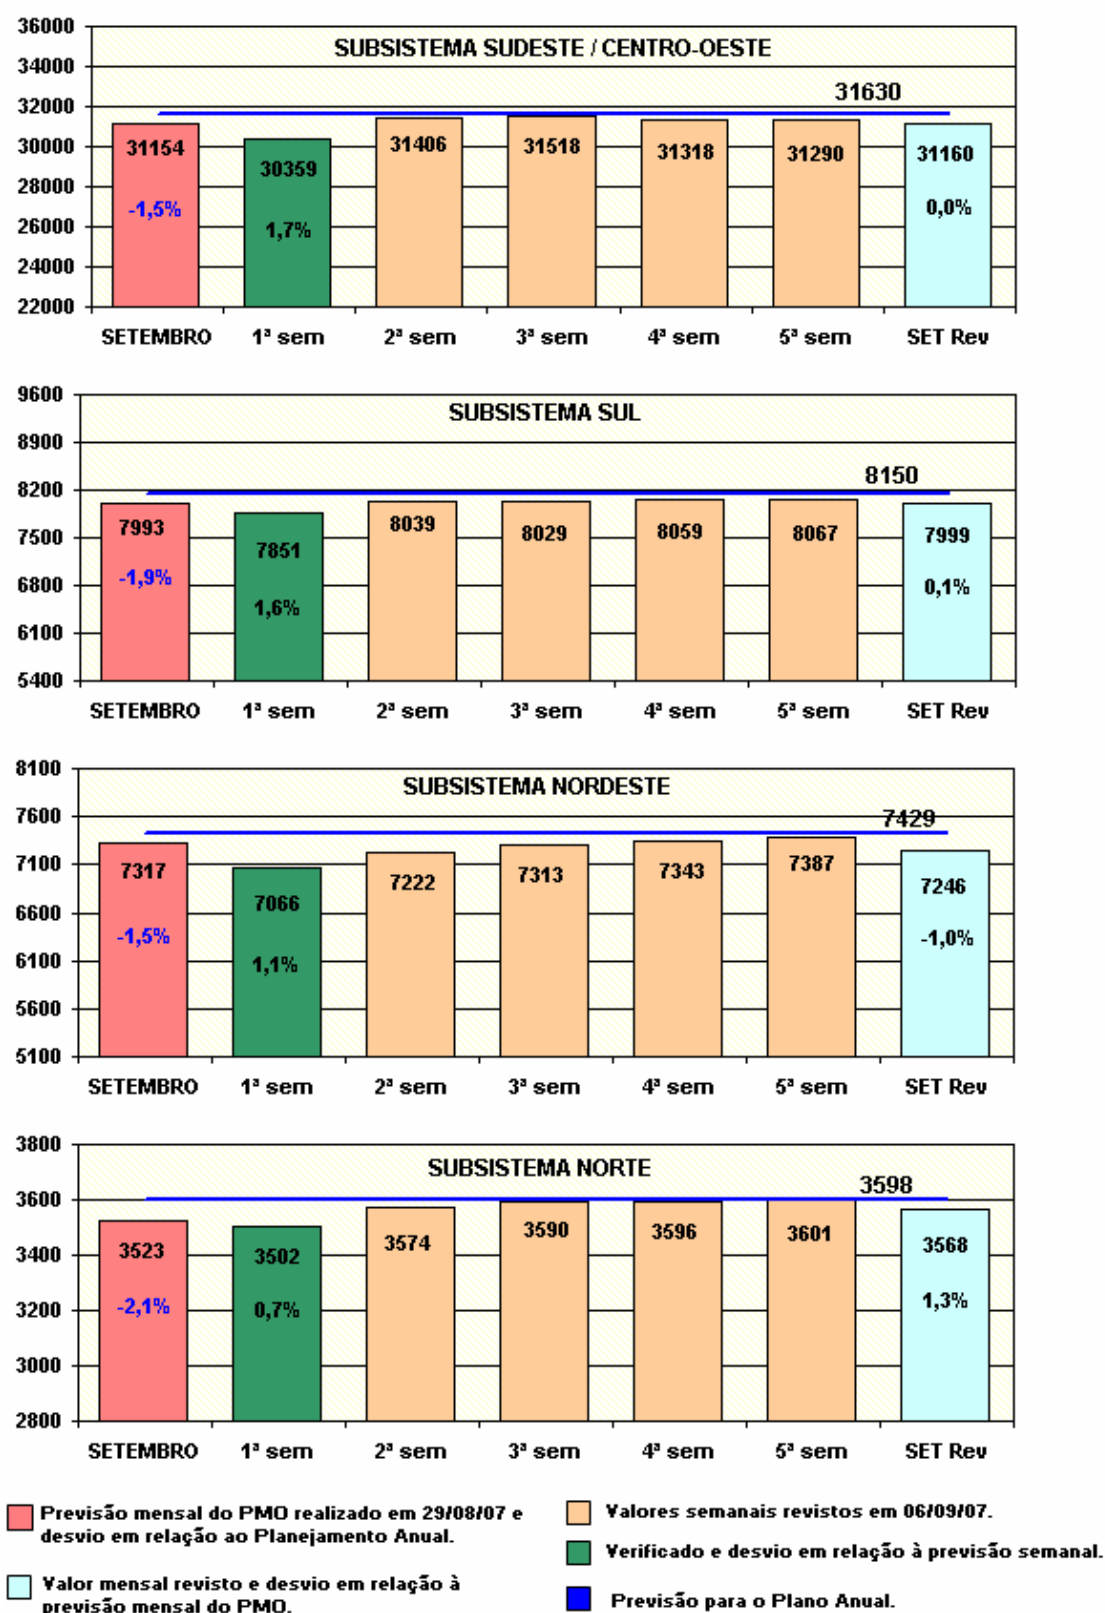 SUBSISTEMA SUDESTE / CENTRO-OESTE
36000
34000
32000
30000
28000
26000
24000
22000
31630
31154 30359 31406 31518 31318 31290 31160
-1,5% 1,7% 0,0%
SETEMBRO 1ª sem 2ª sem 3ª sem 4ª sem 5ª sem SET Rev
SUBSISTEMA SUL
9600
8900
8200
7500
6800
6100
5400
8150
7993 7851 8039 8029 8059 8067 7999
-1,9% 1,6% 0,1%
SETEMBRO 1ª sem 2ª sem 3ª sem 4ª sem 5ª sem SET Rev
SUBSISTEMA NORDESTE
8100
7600
7100
6600
6100
5600
5100
7429
7317 7066 7222 7313 7343 7387 7246
-1,5% 1,1% -1,0%
SETEMBRO 1ª sem 2ª sem 3ª sem 4ª sem 5ª sem SET Rev
SUBSISTEMA NORTE
3800
3600
3400
3200
3000
2800
3598
3523 3502 3574 3590 3596 3601 3568
-2,1% 0,7% 1,3%
SETEMBRO 1ª sem 2ª sem 3ª sem 4ª sem 5ª sem SET Rev
Previsão mensal do PMO realizado em 29/08/07 e
desvio em relação ao Planejamento Anual.
Valor mensal revisto e desvio em relação à
previsão mensal do PMO.
Valores semanais revistos em 06/09/07.
Verificado e desvio em relação à previsão semanal.
Previsão para o Plano Anual.